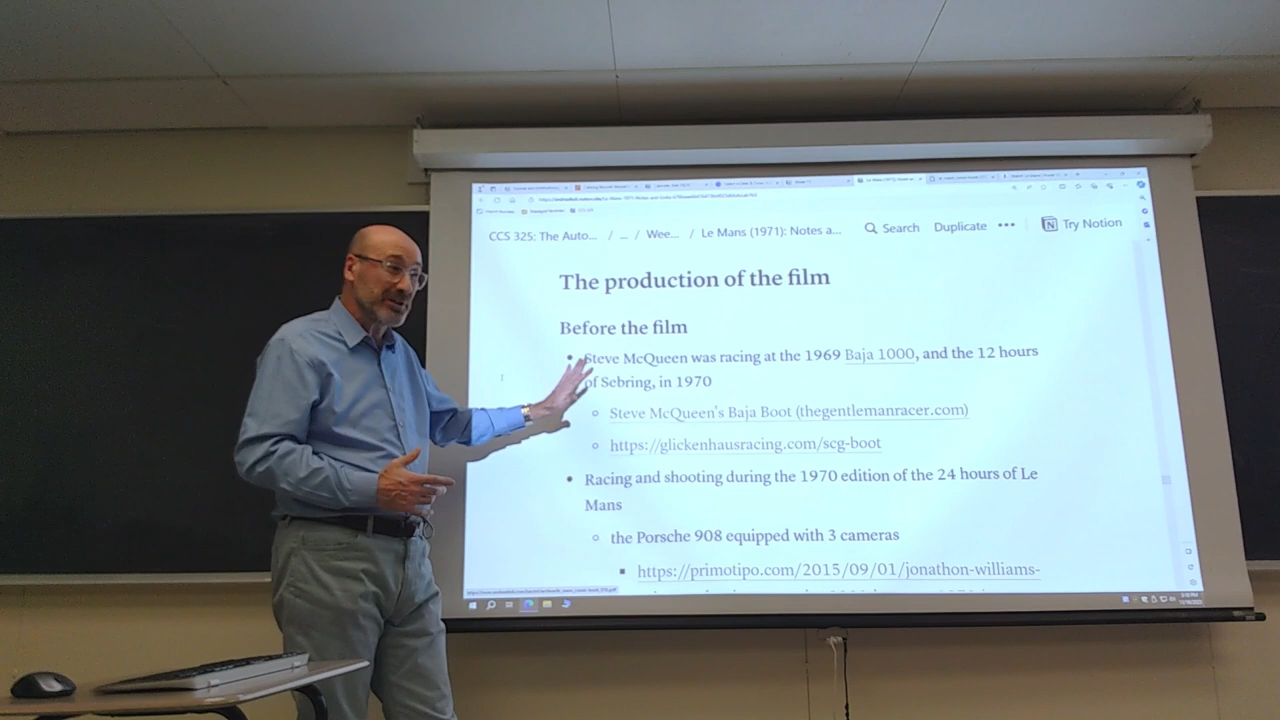 CCS 325: The Auto... / ... / Wee... / Le Mans (1971): Notes a... Search Duplicate ••• Try Notion
The production of the film
Before the film
• Steve McQueen was racing at the 1969 Baja 1000, and the 12 hours
of Sebring, in 1970
◦ Steve McQueen's Baja Boot (thegentlemanracer.com)
◦ https://glickenhausracing.com/scg-boot
• Racing and shooting during the 1970 edition of the 24 hours of Le
Mans
◦ the Porsche 908 equipped with 3 cameras
▪ https://primotipo.com/2015/09/01/jonathon-williams-